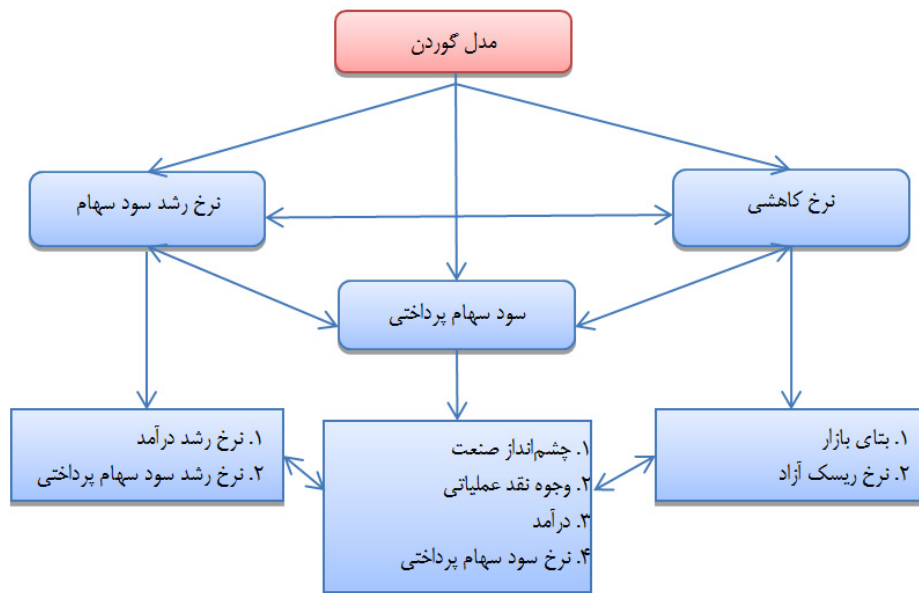 مدل گوردن
نرخ کاهشی
نرخ رشد سود سهام
سود سهام پرداختی
۱. بتای بازار
۲. نرخ ریسک آزاد
۱. چشم‌انداز صنعت
۲. وجوه نقد عملیاتی
۳. درآمد
۴. نرخ سود سهام پرداختی
۱. نرخ رشد درآمد
۲. نرخ رشد سود سهام پرداختی